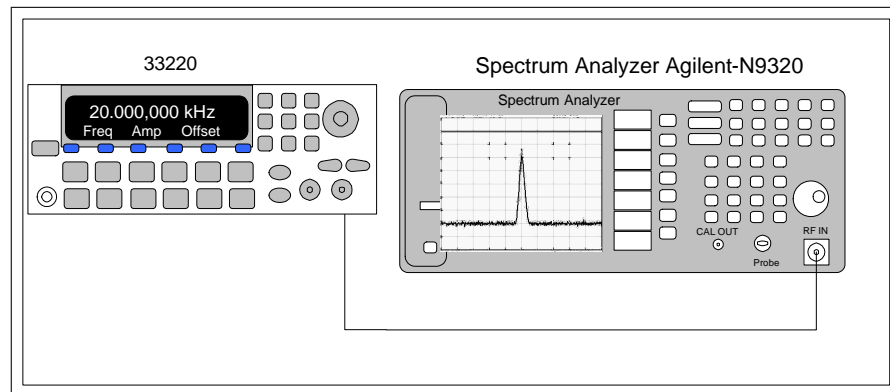 33220
20.000,000 kHz
Freq Amp Offset
Spectrum Analyzer Agilent-N9320
Spectrum Analyzer
CAL OUT
Probe
RF IN